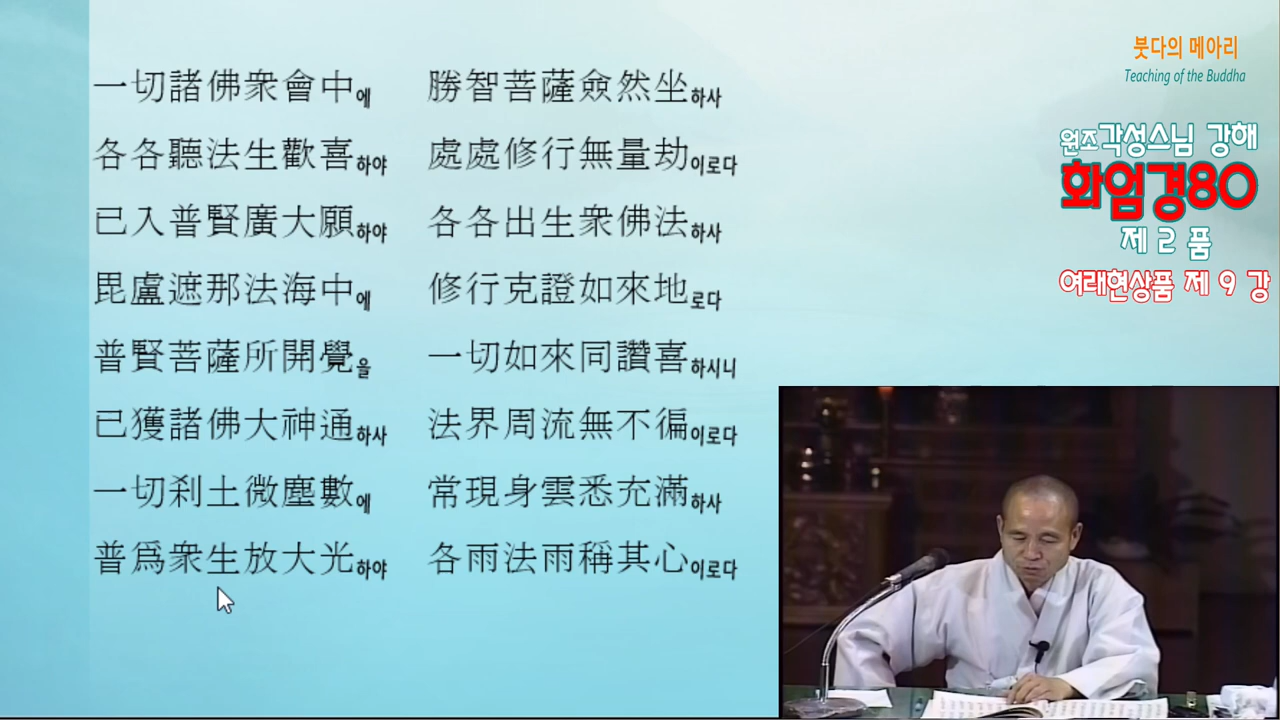 一切諸佛衆會中에 勝智菩薩僉然坐하사
各各聽法生歡喜하야 處處修行無量劫이로다
已入普賢廣大願하야 各各出生衆佛法하사
毘盧遮那法海中에 修行克證如來地로다
普賢菩薩所開覺을 一切如來同讚喜하시니
已獲諸佛大神通하사 法界周流無不徧이로다
一切刹土微塵數에 常現身雲悉充滿하사
普爲衆生放大光하야 各雨法雨稱其心이로다
붓다의 메아리
Teaching of the Buddha
원조각성스님 강해
화엄경80
제 2 품
여래현상품 제 9 강